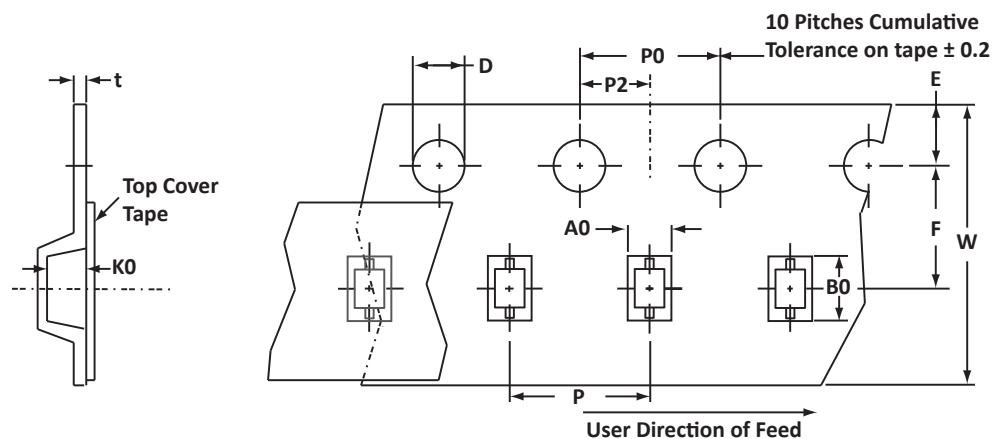 10 Pitches Cumulative
Tolerance on tape ± 0.2
P0
D
P2
E
t
Top Cover
Tape
A0
F
W
K0
B0
P
User Direction of Feed